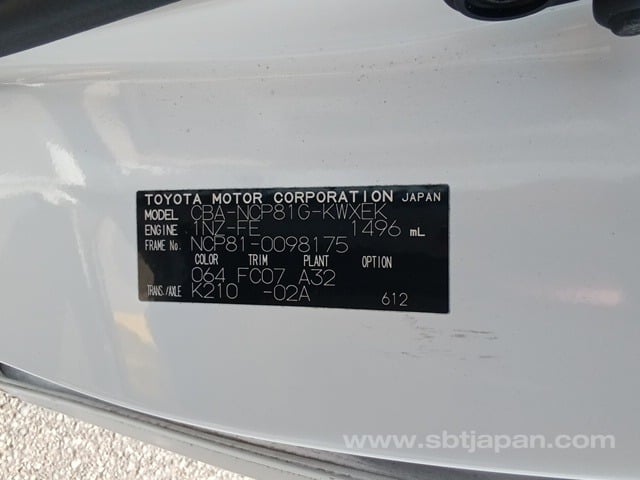 TOYOTA MOTOR CORPORATION JAPAN
MODEL CBA-NCP81G-KWXEK
ENGINE 1NZ-FE 1496 mL
FRAME No. NCP81-0098175
COLOR TRIM PLANT OPTION
064 FC07 A32
TRANS./AXLE K210 -02A 612
www.sbtjapan.com